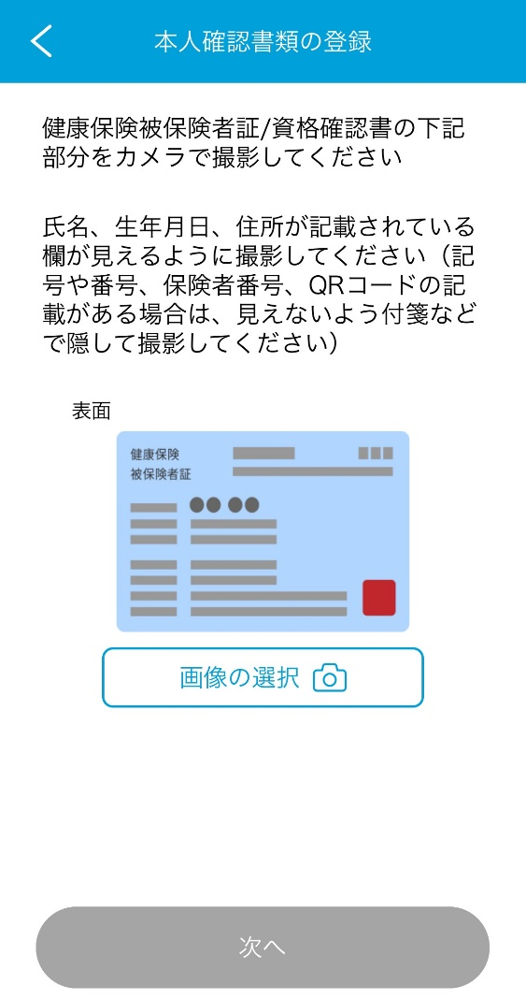 本人確認書類の登録
健康保険被保険者証/資格確認書の下記
部分をカメラで撮影してください
氏名、生年月日、住所が記載されている
欄が見えるように撮影してください（記
号や番号、保険者番号、QRコードの記
載がある場合は、見えないよう付箋など
で隠して撮影してください）
表面
健康保険
被保険者証
画像の選択
次へ